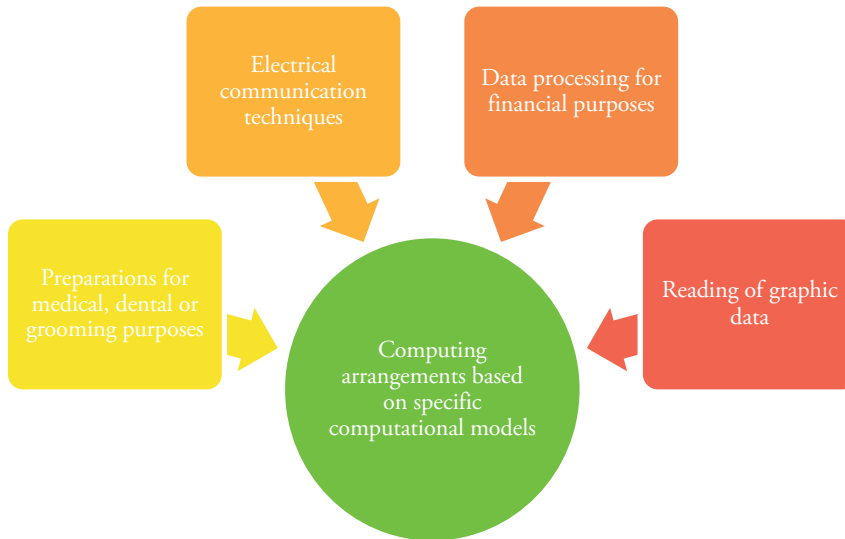 Electrical
communication
techniques
Data processing for
financial purposes
Preparations for
medical, dental or
grooming purposes
Reading of graphic
data
Computing
arrangements based
on specific
computational models